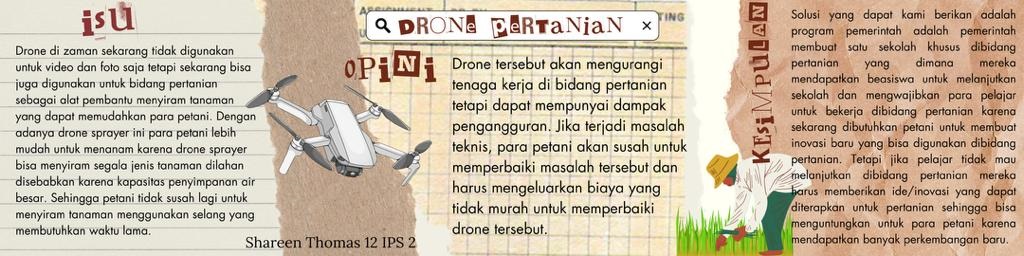 isu
Drone di zaman sekarang tidak digunakan
untuk video dan foto saja tetapi sekarang bisa
juga digunakan untuk bidang pertanian
sebagai alat pembantu menyiram tanaman
yang dapat memudahkan para petani. Dengan
adanya drone sprayer ini para petani lebih
mudah untuk menanam karena drone sprayer
bisa menyiram segala jenis tanaman dilahan
disebabkan karena kapasitas penyimpanan air
besar. Sehingga petani tidak susah lagi untuk
menyiram tanaman menggunakan selang yang
membutuhkan waktu lama.
Shareen Thomas 12 IPS 2
DRONE PERTANIAN
OPINI
Drone tersebut akan mengurangi
tenaga kerja di bidang pertanian
tetapi dapat mempunyai dampak
pengangguran. Jika terjadi masalah
teknis, para petani akan susah untuk
memperbaiki masalah tersebut dan
harus mengeluarkan biaya yang
tidak murah untuk memperbaiki
drone tersebut.
KESIMPULAN
Solusi yang dapat kami berikan adalah
program pemerintah adalah pemerintah
membuat satu sekolah khusus dibidang
pertanian yang dimana mereka
mendapatkan beasiswa untuk melanjutkan
sekolah dan mengwajibkan para pelajar
untuk bekerja dibidang pertanian karena
sekarang dibutuhkan petani untuk membuat
inovasi baru yang bisa digunakan dibidang
pertanian. Tetapi jika pelajar tidak mau
melanjutkan dibidang pertanian mereka
harus memberikan ide/inovasi yang dapat
diterapkan untuk pertanian sehingga bisa
menguntungkan untuk para petani karena
mendapatkan banyak perkembangan baru.